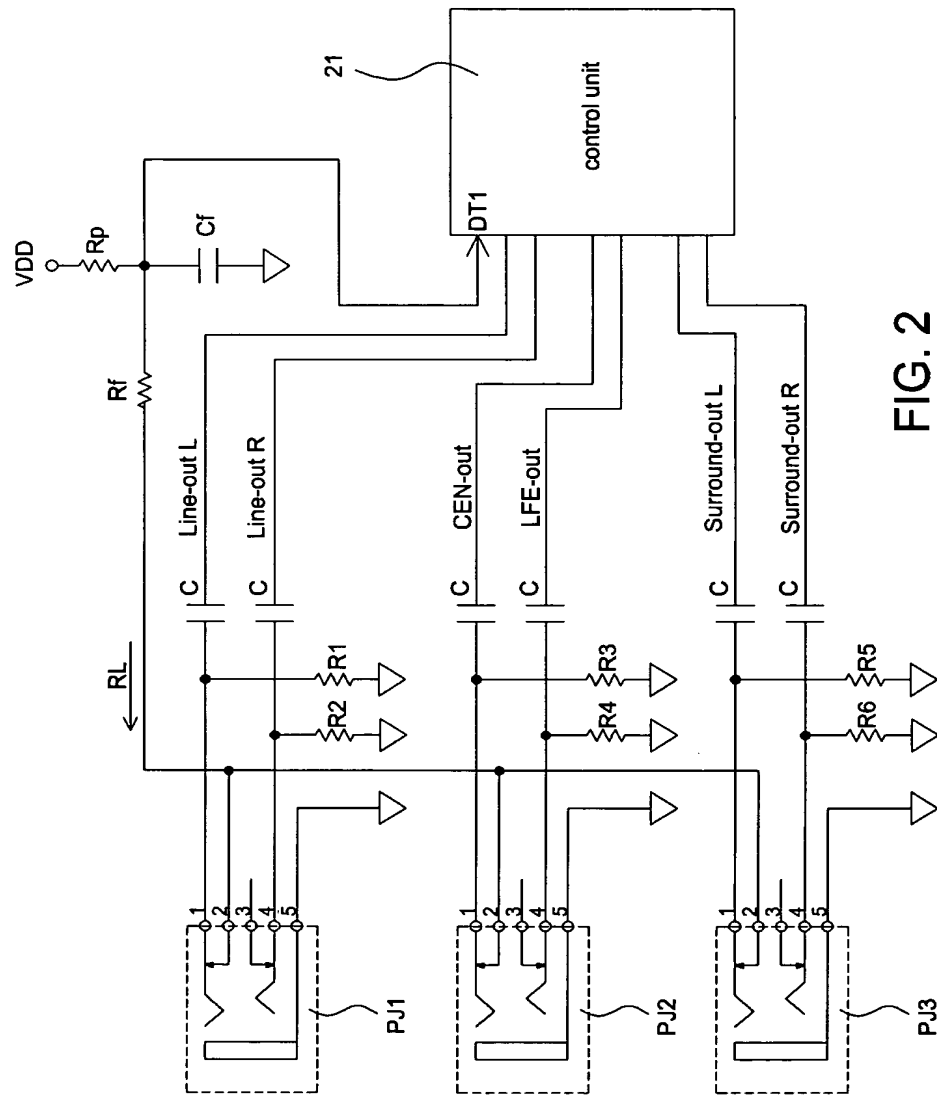 VDD
Rp
Cf
Rf
RL
21
control unit
DT1
Line-out L
Line-out R
CEN-out
LFE-out
Surround-out L
Surround-out R
C
C
C
C
C
C
R1
R2
R3
R4
R5
R6
1
2
3
4
5
1
2
3
4
5
1
2
3
4
5
PJ1
PJ2
PJ3
FIG. 2